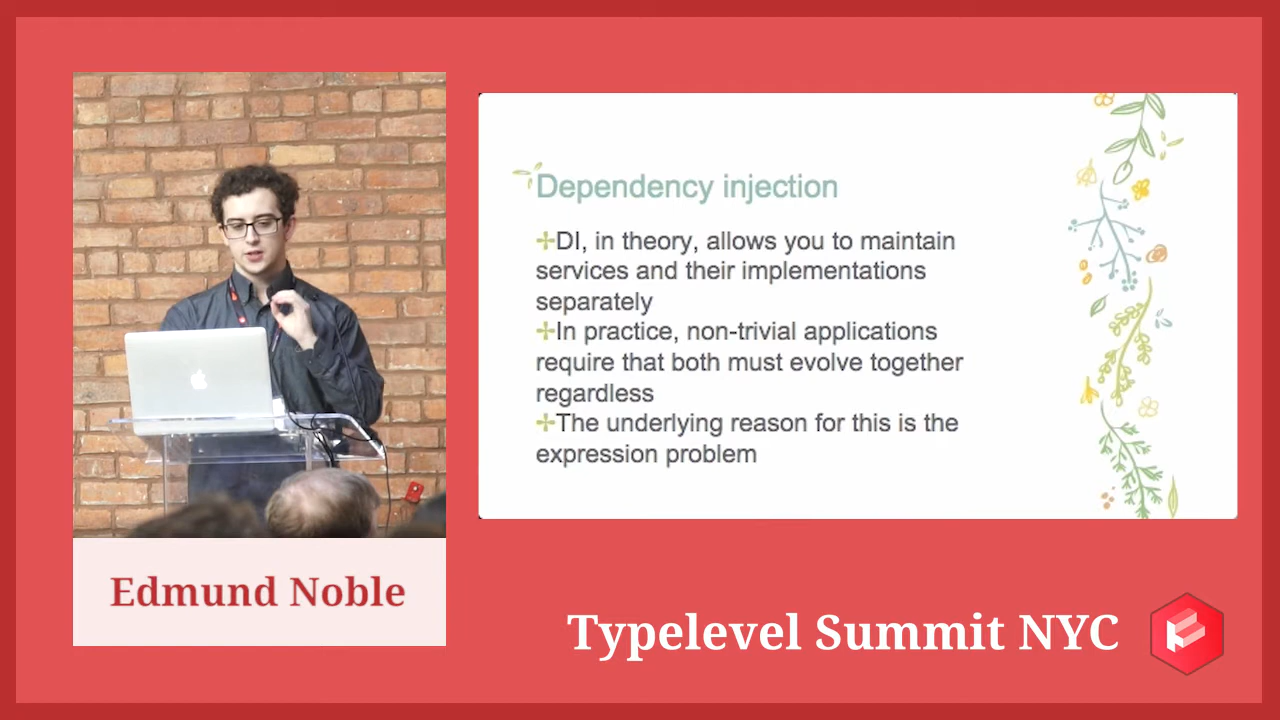 Dependency injection
✢DI, in theory, allows you to maintain
services and their implementations
separately
✢In practice, non-trivial applications
require that both must evolve together
regardless
✢The underlying reason for this is the
expression problem
Edmund Noble
Typelevel Summit NYC